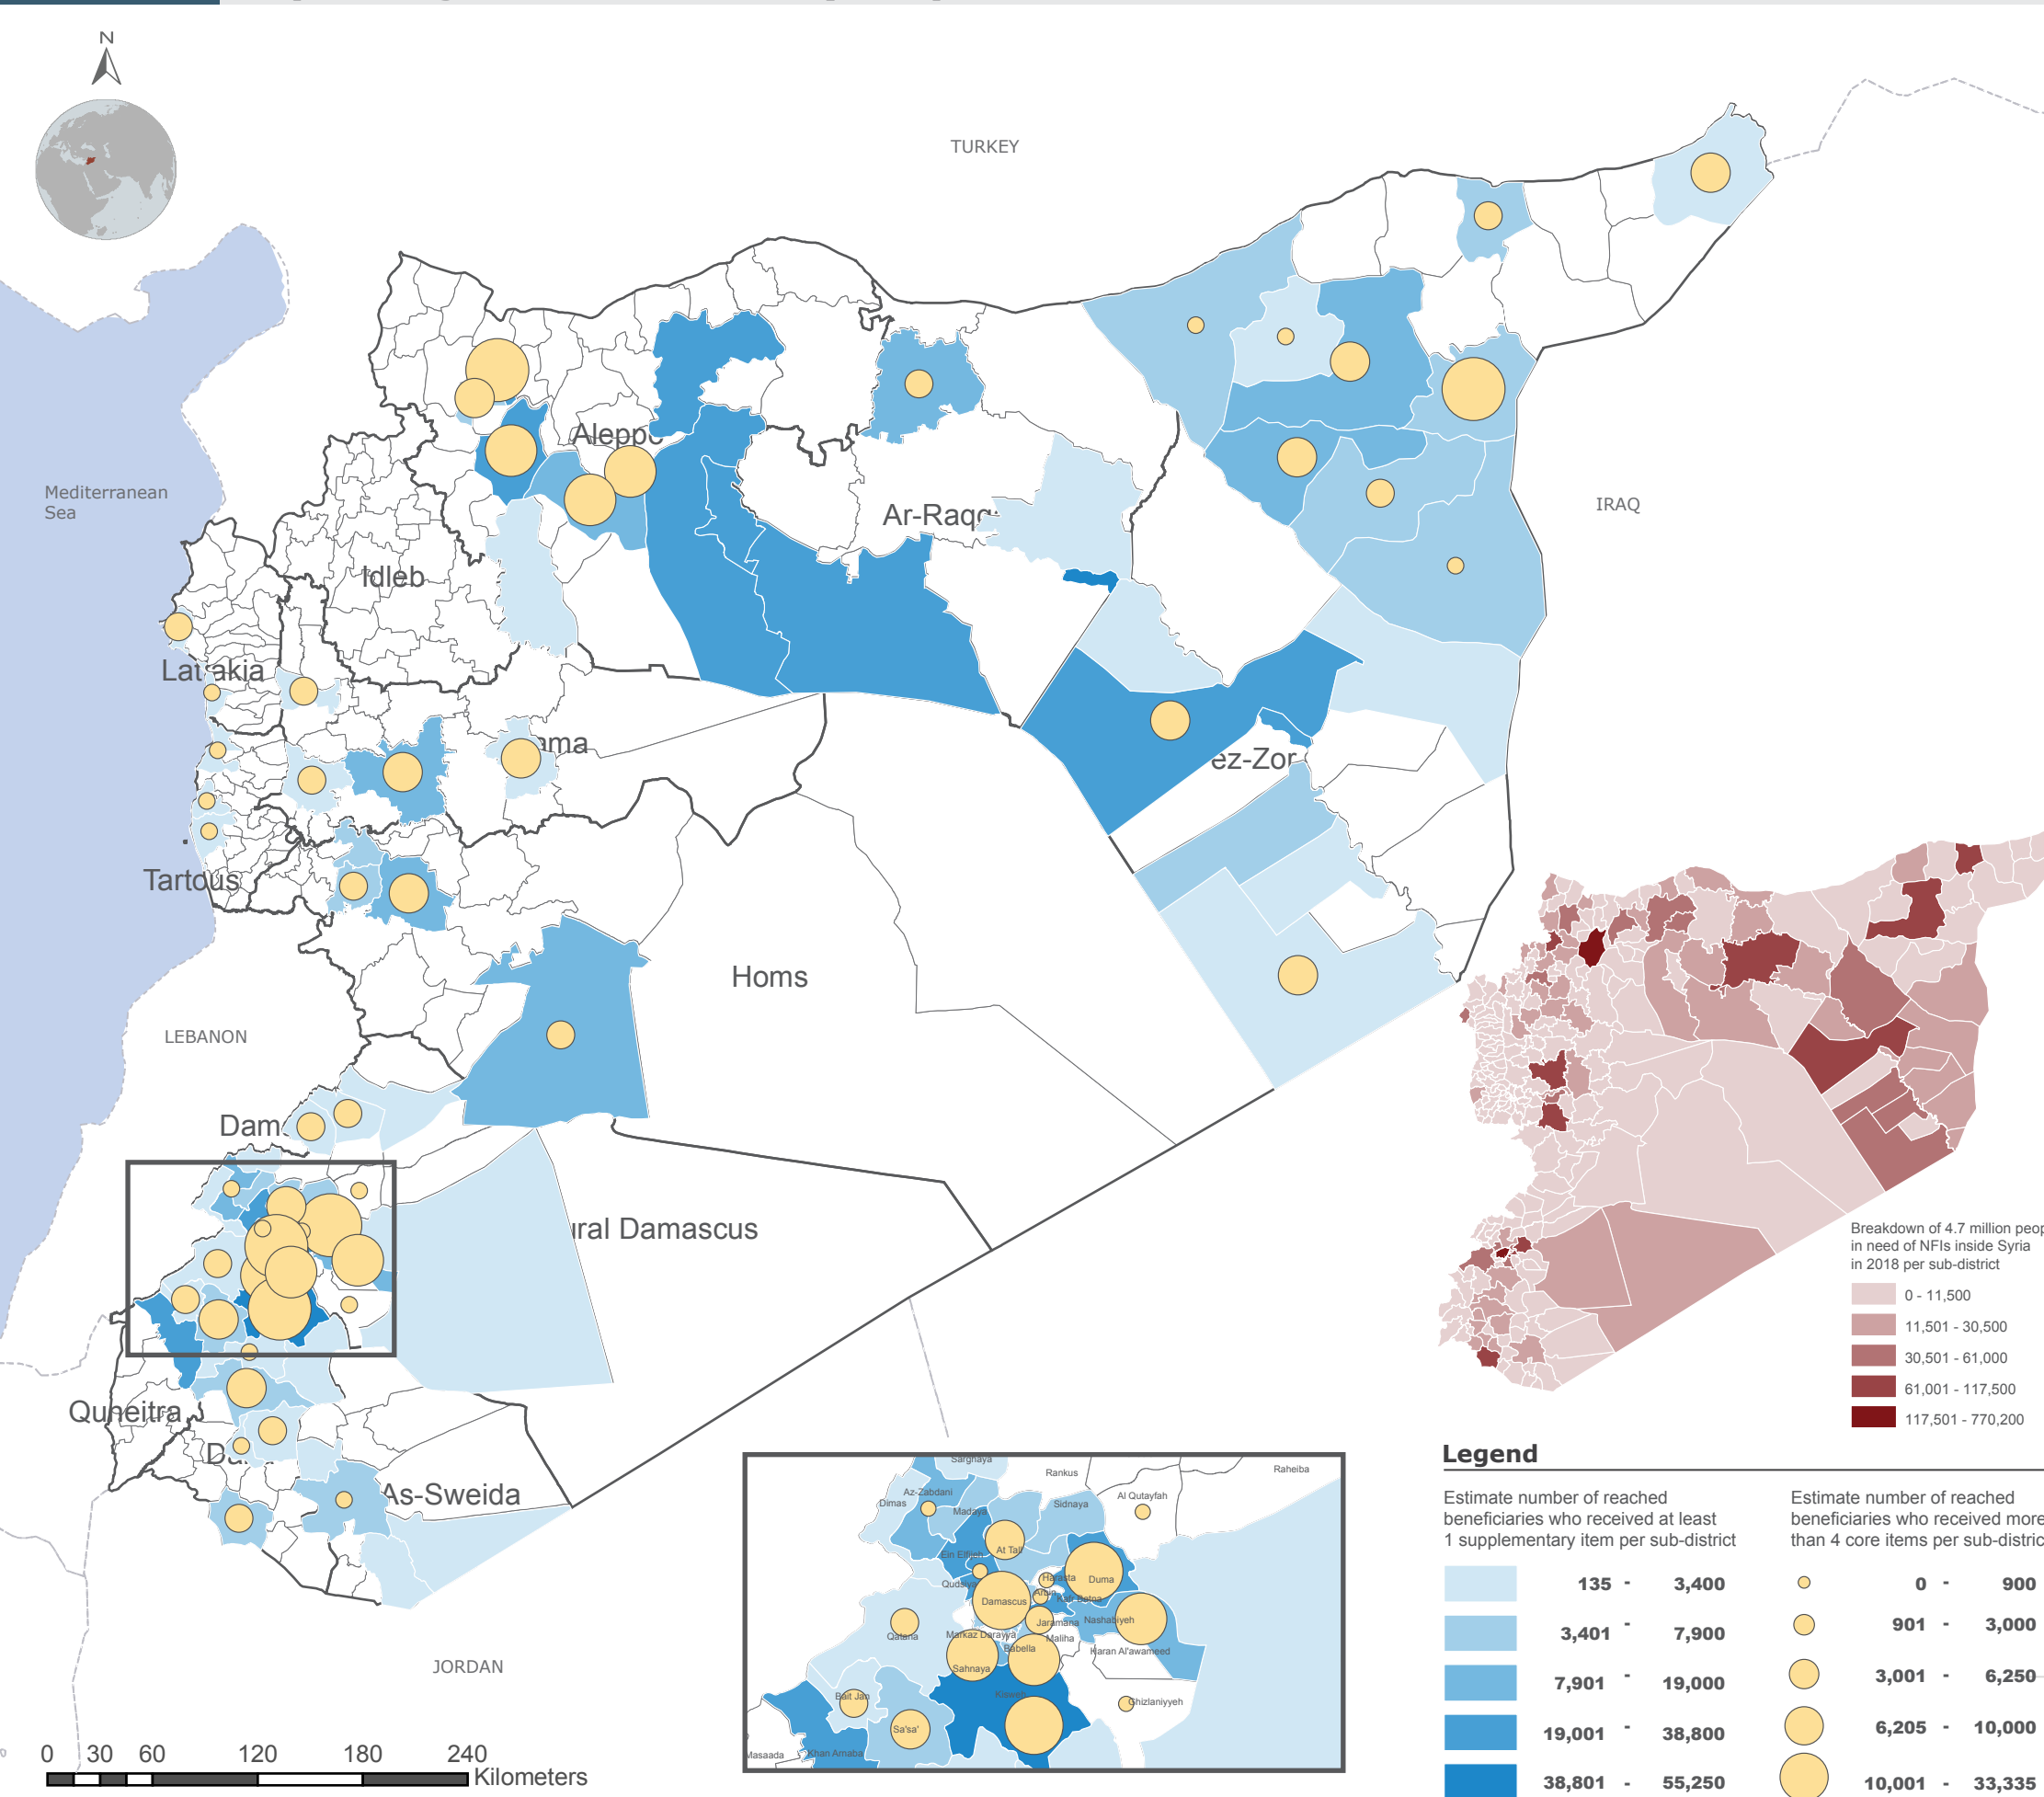 N
TURKEY
Mediterranean
Sea
Aleppo
IRAQ
Ar-Raqq
Idleb
Lattakia
ama
ez-Zor
Tartous
Homs
LEBANON
Dam
ural Damascus
Quneitra
As-Sweida
JORDAN
0 30 60 120 180 240
Kilometers
Sarghaya
Rankus
Raheiba
Az-Zabdani
Dimas
Madaya
Sidnaya
Al Qutayfah
Ein Elfijeh
At Tall
Qudsiya
Harasta
Duma
Arbin
Kafr Batna
Damascus
Jaramana
Nashabiyeh
Qatana
Markaz Darayya
Maliha
Babella
Haran Al'awameed
Sahnaya
Bait Jan
Kisweh
Ghizlaniyyeh
Sa'sa'
Masaada
Khan Arnaba
Breakdown of 4.7 million peop
in need of NFIs inside Syria
in 2018 per sub-district
0 - 11,500
11,501 - 30,500
30,501 - 61,000
61,001 - 117,500
117,501 - 770,200
Legend
Estimate number of reached
beneficiaries who received at least
1 supplementary item per sub-district
135 - 3,400
3,401 - 7,900
7,901 - 19,000
19,001 - 38,800
38,801 - 55,250
Estimate number of reached
beneficiaries who received more
than 4 core items per sub-distric
0 - 900
901 - 3,000
3,001 - 6,250
6,205 - 10,000
10,001 - 33,335